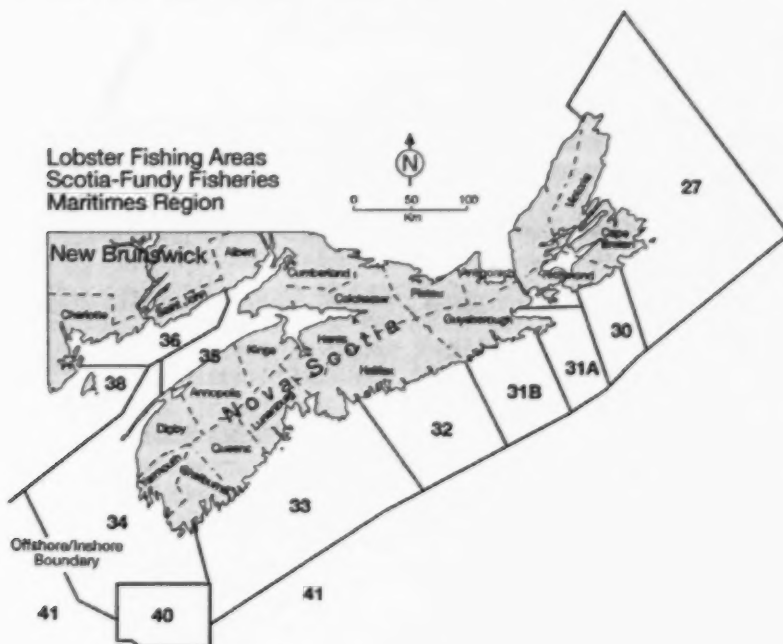 Lobster Fishing Areas
Scotia-Fundy Fisheries
Maritimes Region
N
0 50 100
Km
27
Victoria
Cape
Breton
Richmond
New Brunswick
Albert
Saint John
Charlotte
Cumberland
Colchester
Pictou
Antigonish
Guysborough
Hants
Kings
Halifax
Annapolis
Lunenburg
Digby
Queens
Yarmouth
Shelburne
Nova Scotia
36
35
38
30
31A
31B
32
33
34
Offshore/Inshore
Boundary
41
40
41